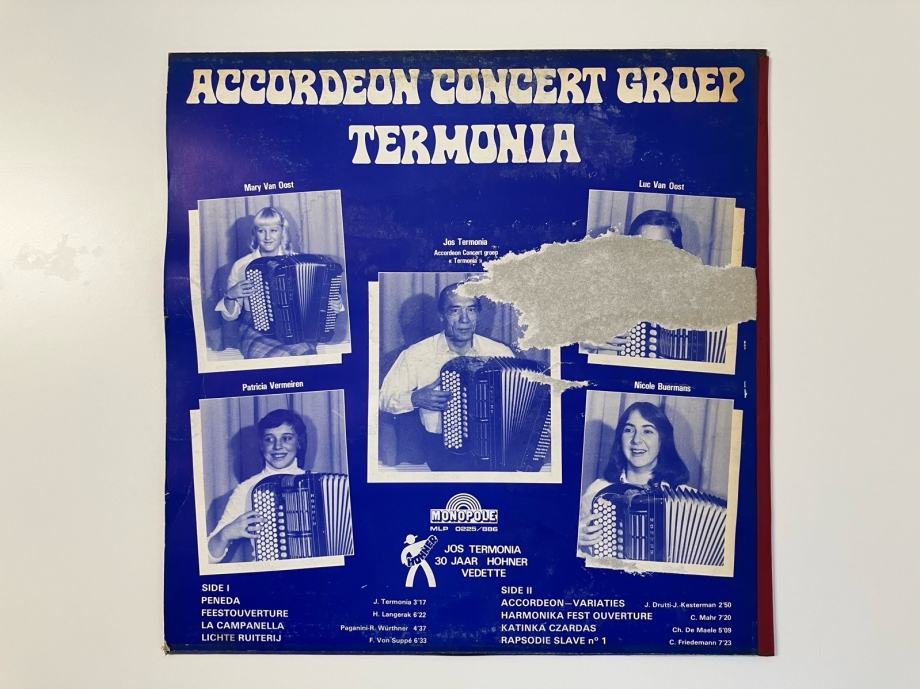 ACCORDEON CONCERT GROEP
TERMONIA
Mary Van Oost
Luc Van Oost
Jos Termonia
Accordeon Concert groep
« Termonia »
Patricia Vermeiren
Nicole Buermans
MONOPOLE
MLP 0225/886
HOHNER
JOS TERMONIA
30 JAAR HOHNER
VEDETTE
SIDE I
PENEDA J. Termonia 3'17
FEESTOUVERTURE H. Langerak 6'22
LA CAMPANELLA Paganini-R. Würthner 4'37
LICHTE RUITERIJ F. Von Suppé 6'33
SIDE II
ACCORDEON—VARIATIES J. Drutti-J.-Kesterman 2'50
HARMONIKA FEST OUVERTURE C. Mahr 7'20
KATINKA CZARDAS Ch. De Maele 5'09
RAPSODIE SLAVE nº 1 C. Friedemann 7'23